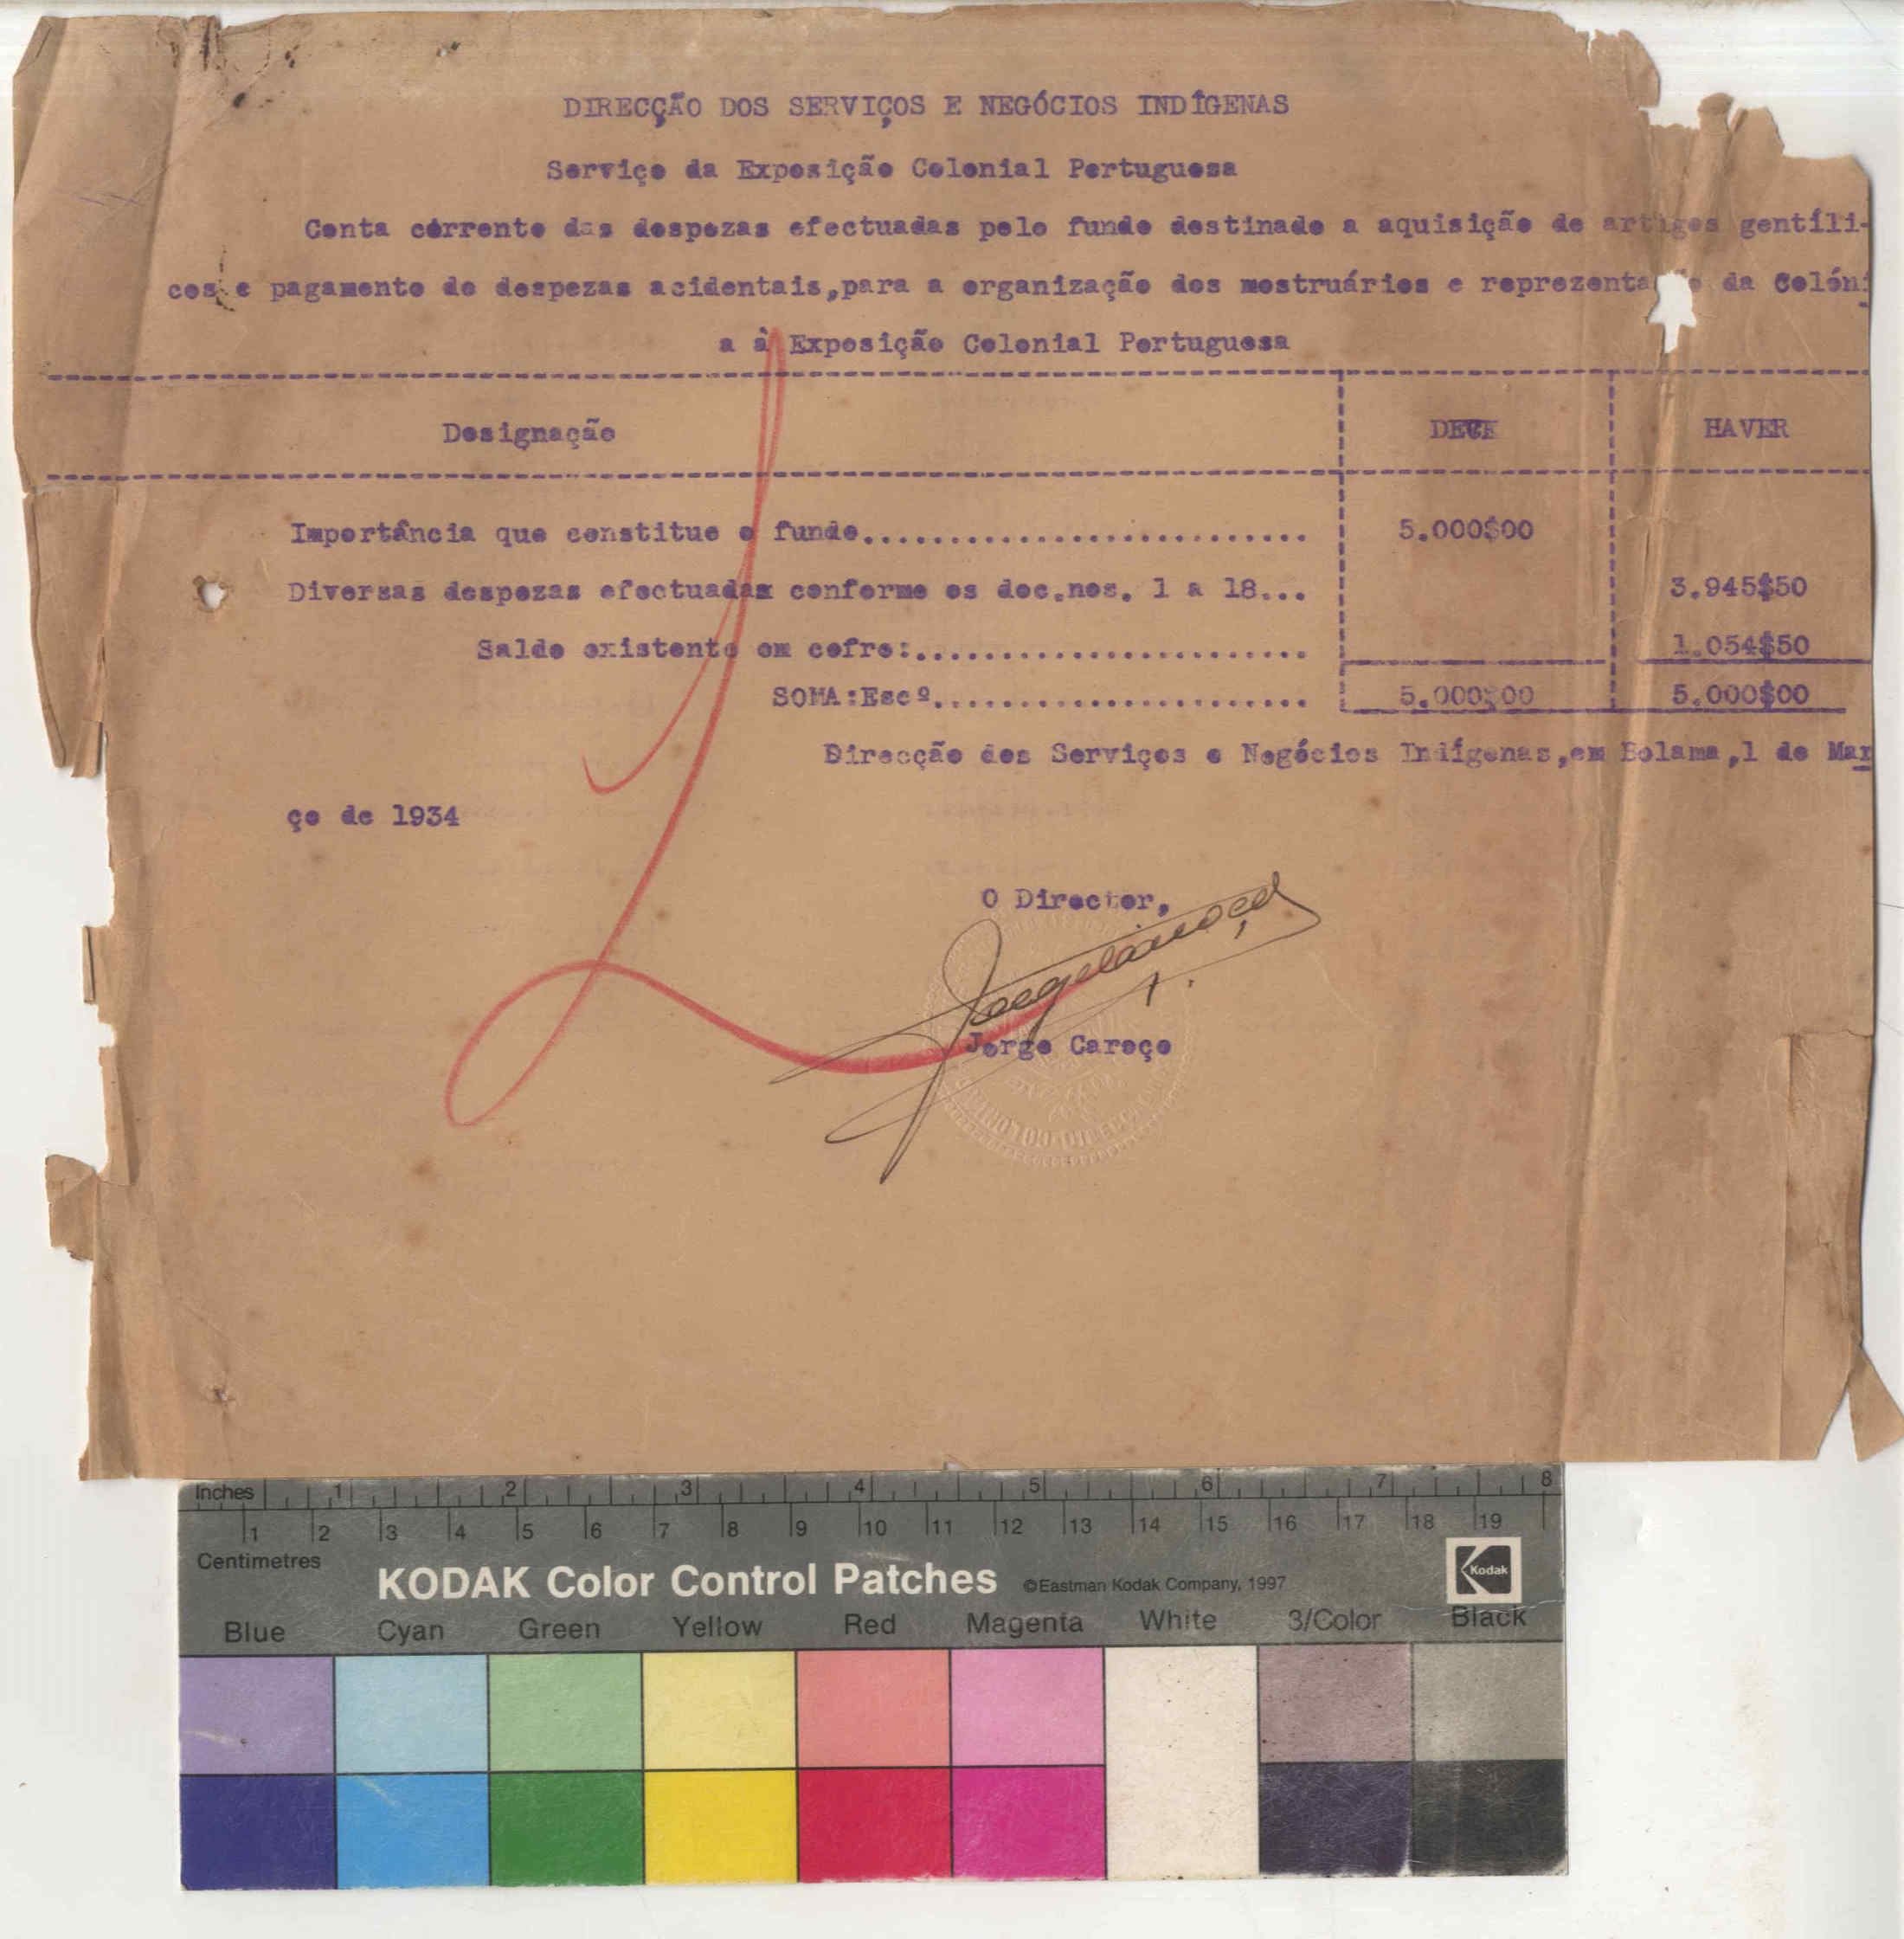 DIRECÇÃO DOS SERVIÇOS E NEGÓCIOS INDÍGENAS
Serviço da Exposição Colonial Portuguesa
Conta córrente das despezas efectuadas pelo fundo destinado a aquisição de artigos gentíli-
cos e pagamento de despezas acidentais,para a organização dos mostruários e reprezenta o da Colóni
a à Exposição Colonial Portuguesa
Designação DEVE HAVER
Importância que constitue o fundo........................... 5.000$00
Diversas despezas efectuadas conforme os doc.nos. 1 a 18... 3.945$50
Saldo existente em cofre:........................ 1.054$50
SOMA:Escº....................... 5.000$00 5.000$00
Direcção dos Serviços e Negócios Indígenas,em Bolama,1 de Mar
ço de 1934
O Director,
Jorge Caroço
Inches 1 2 3 4 5 6 7 8
1 2 3 4 5 6 7 8 9 10 11 12 13 14 15 16 17 18 19
Centimetres
KODAK Color Control Patches ©Eastman Kodak Company, 1997 Kodak
Blue Cyan Green Yellow Red Magenta White 3/Color Black